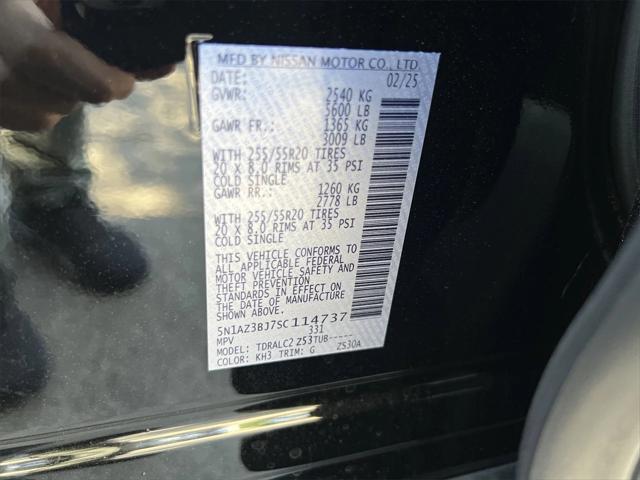 MFD BY NISSAN MOTOR CO., LTD.
DATE: 02/25
GVWR: 2540 KG
5600 LB
GAWR FR.: 1365 KG
3009 LB
WITH 255/55R20 TIRES
20 x 8.0 RIMS AT 35 PSI
COLD SINGLE
GAWR RR.: 1260 KG
2778 LB
WITH 255/55R20 TIRES
20 x 8.0 RIMS AT 35 PSI
COLD SINGLE
THIS VEHICLE CONFORMS TO
ALL APPLICABLE FEDERAL
MOTOR VEHICLE SAFETY AND
THEFT PREVENTION
STANDARDS IN EFFECT ON
THE DATE OF MANUFACTURE
SHOWN ABOVE.
5N1AZ3BJ7SC114737
MPV 331
MODEL: TDRALC2 Z53TUB-----
COLOR: KH3 TRIM: G ZS30A